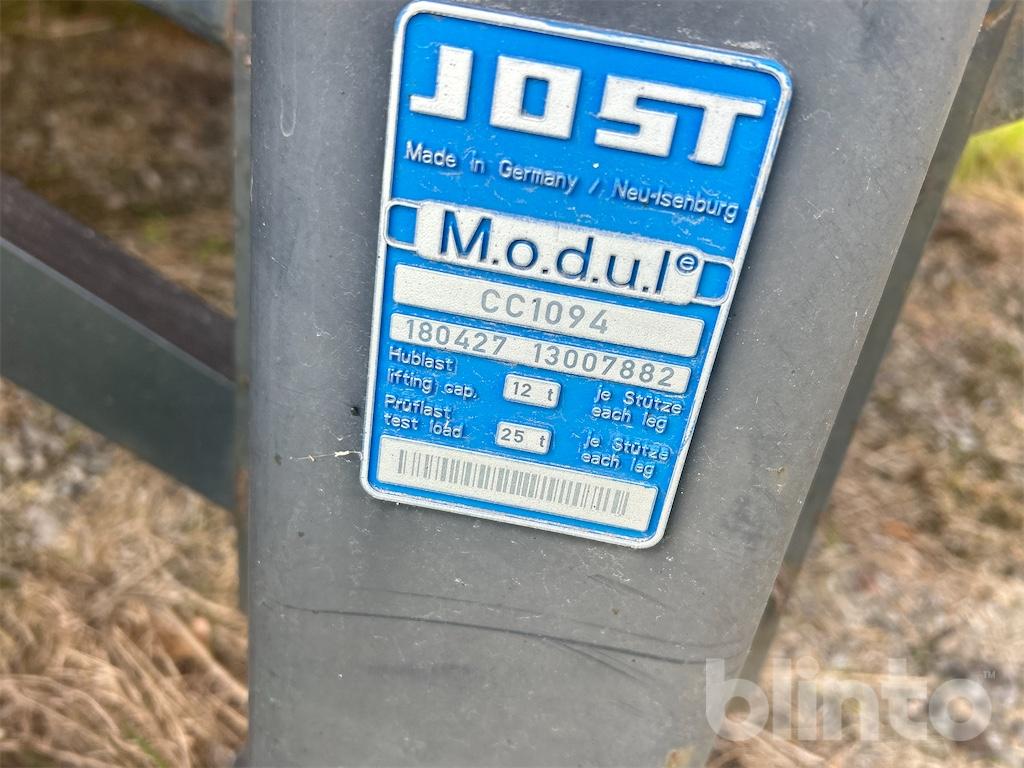 JOST
Made in Germany / Neu-Isenburg
M.o.d.u.l e
CC1094
180427 13007882
Hublast 12 t je Stütze
lifting cap. each leg
Prüflast 25 t je Stütze
test load each leg
blinto™